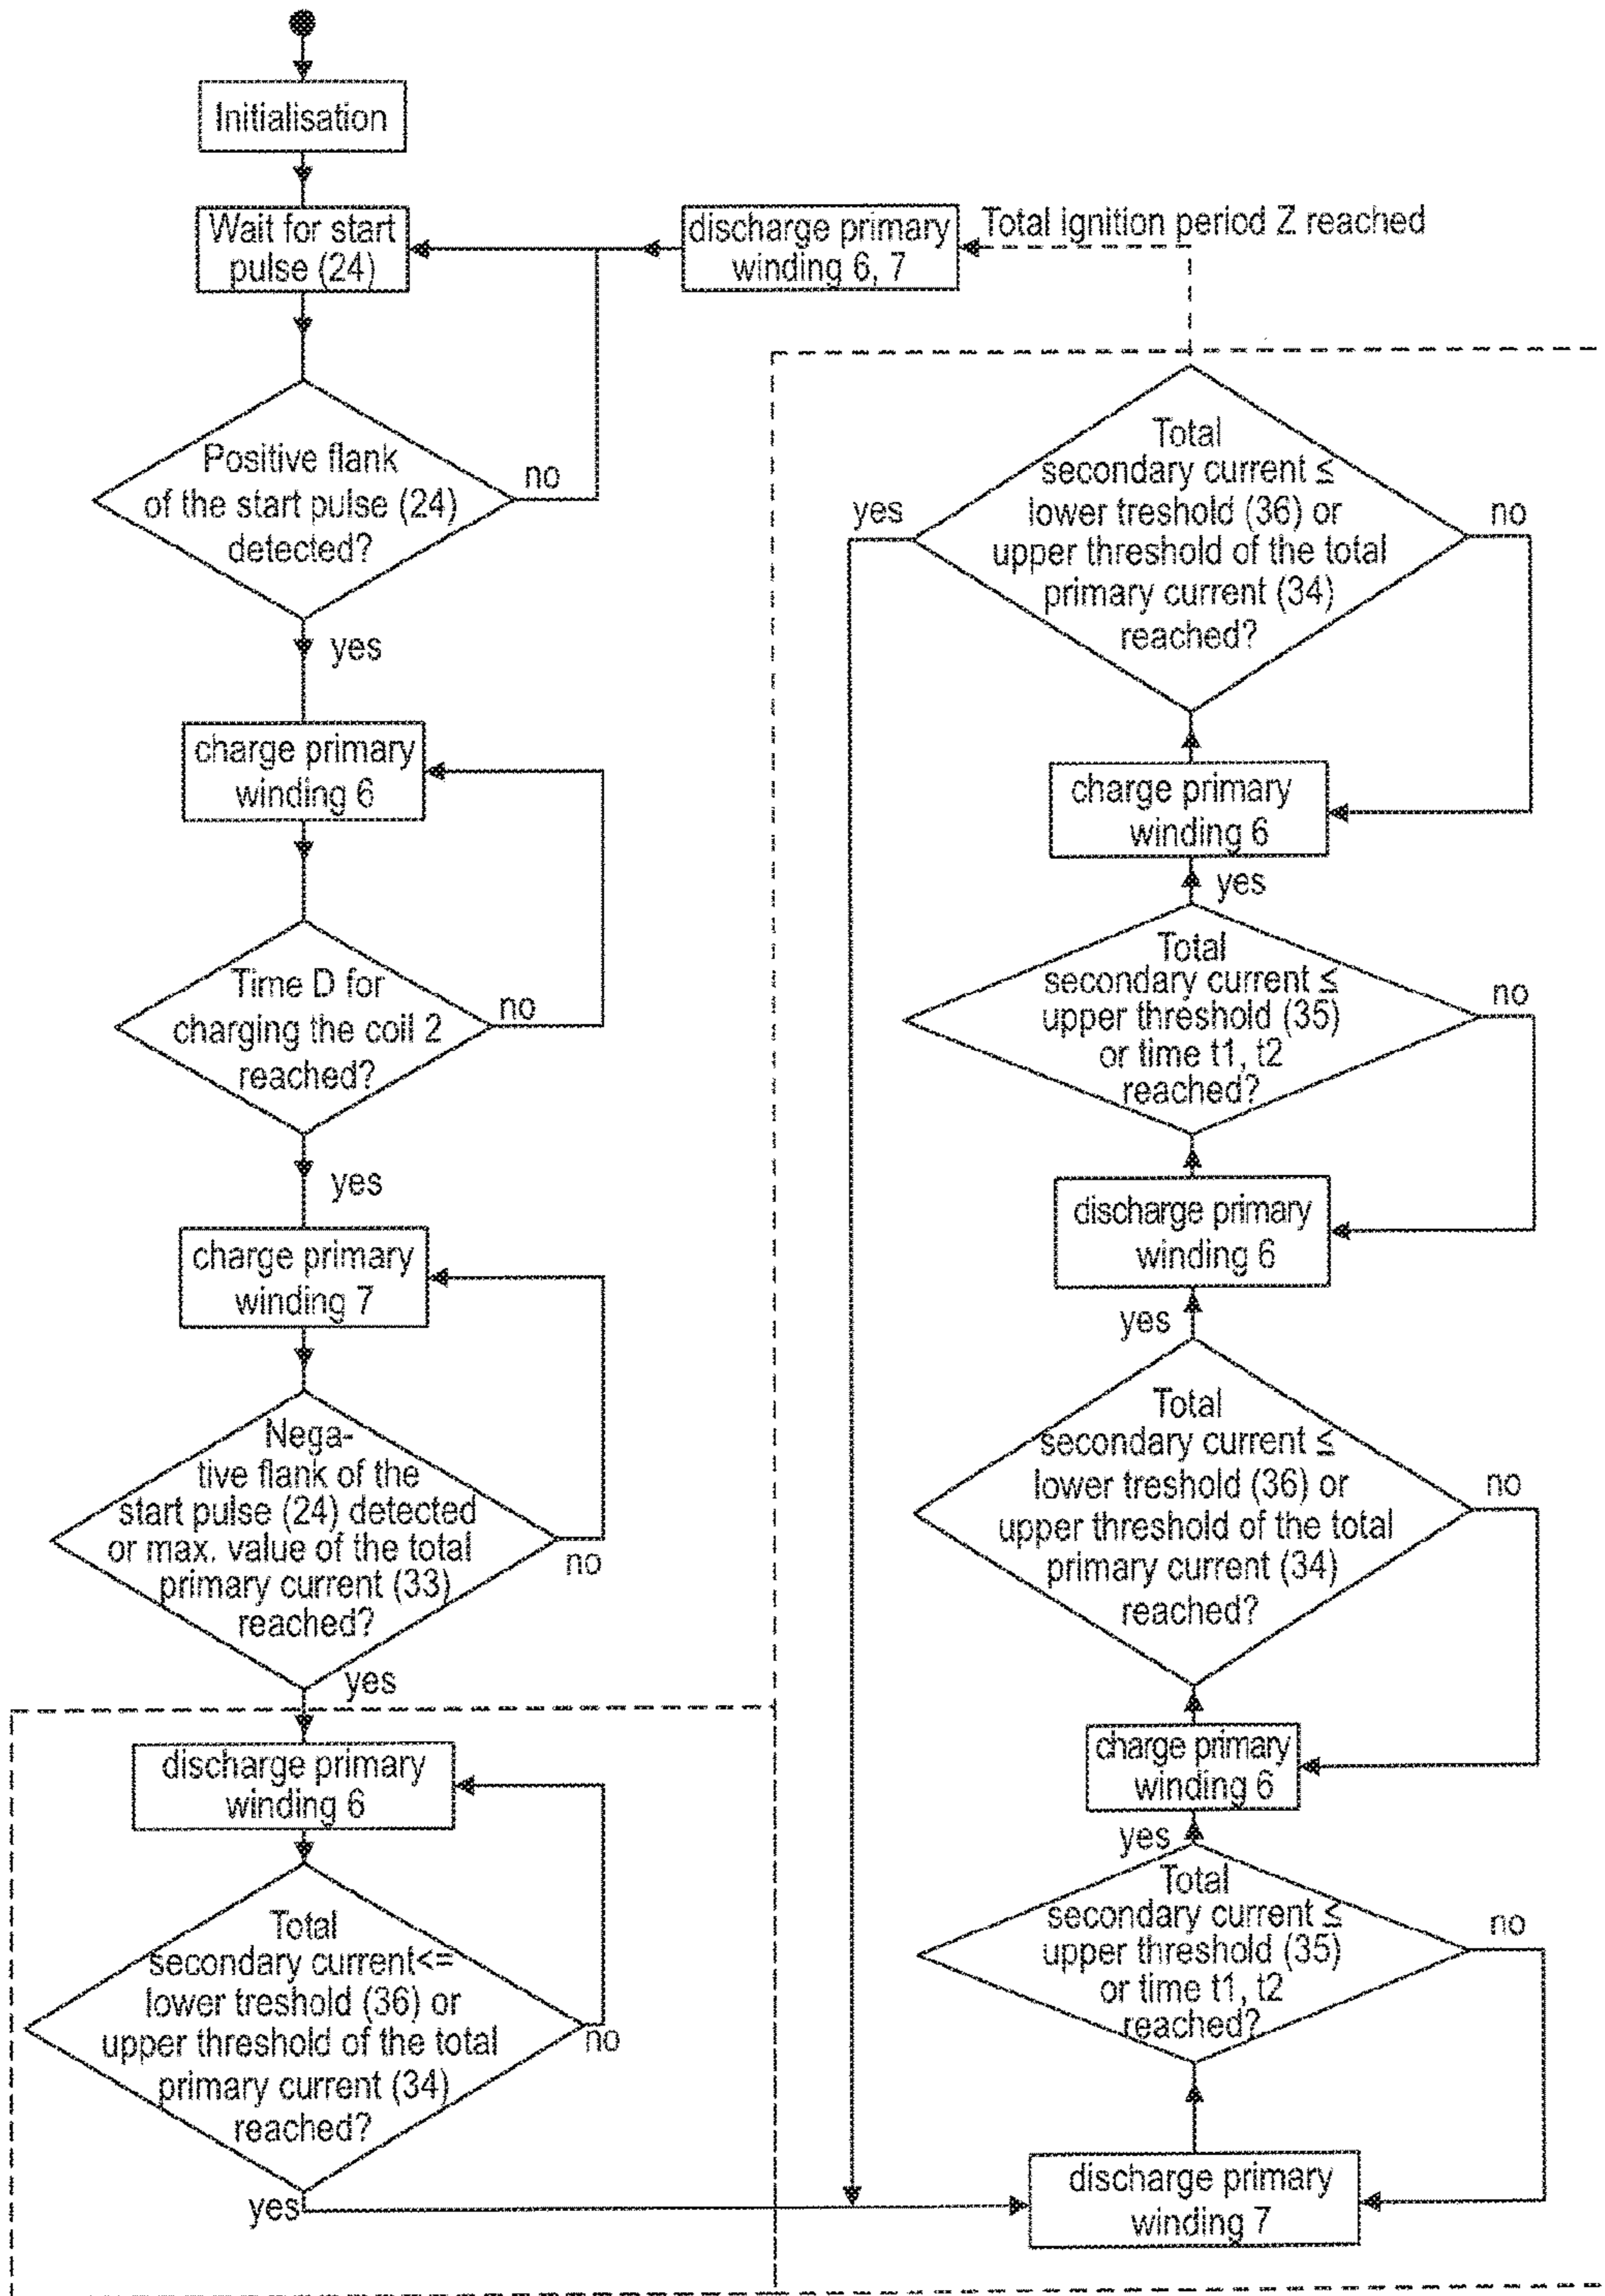 Initialisation
Wait for start
pulse (24)
discharge primary
winding 6, 7
Total ignition period Z reached
Positive flank
of the start pulse (24)
detected?
no
yes
charge primary
winding 6
Time D for
charging the coil 2
reached?
no
yes
charge primary
winding 7
Nega-
tive flank of the
start pulse (24) detected
or max. value of the total
primary current (33)
reached?
no
yes
discharge primary
winding 6
Total
secondary current<=
lower treshold (36) or
upper threshold of the total
primary current (34)
reached?
no
yes
Total
secondary current ≤
lower treshold (36) or
upper threshold of the total
primary current (34)
reached?
yes
no
charge primary
winding 6
yes
Total
secondary current ≤
upper threshold (35)
or time t1, t2
reached?
no
discharge primary
winding 6
yes
Total
secondary current ≤
lower treshold (36) or
upper threshold of the total
primary current (34)
reached?
no
charge primary
winding 6
yes
Total
secondary current ≤
upper threshold (35)
or time t1, t2
reached?
no
discharge primary
winding 7